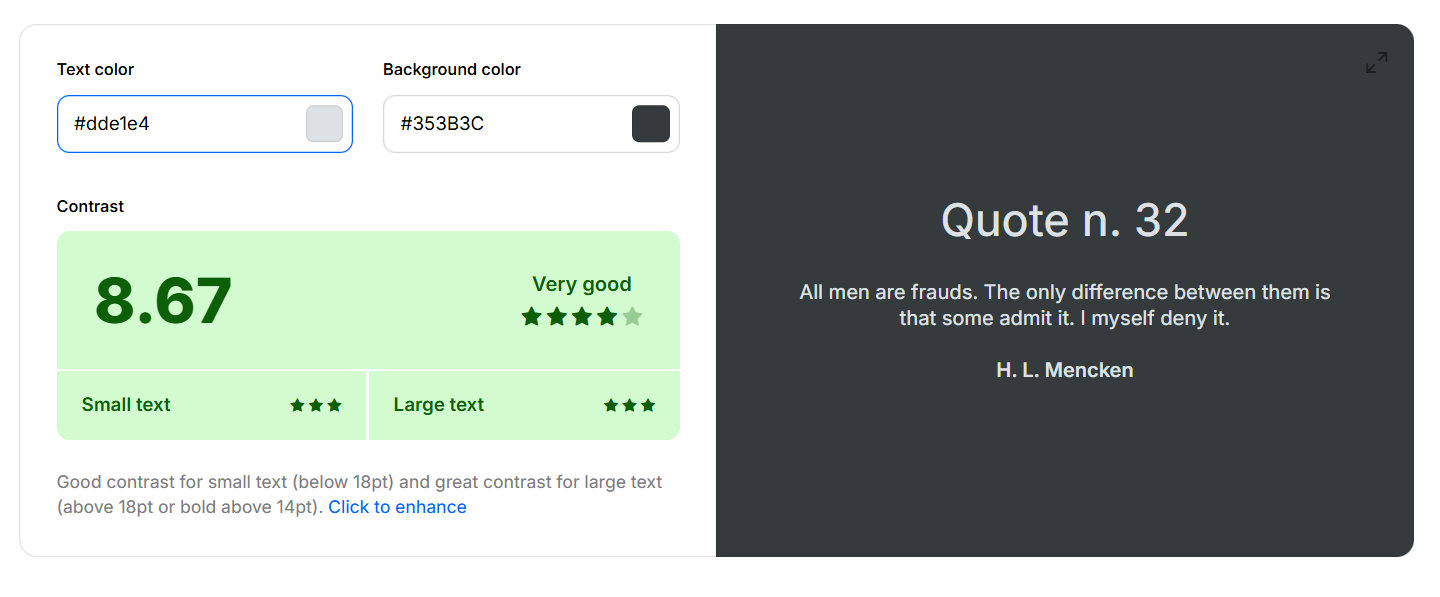 Text color
#dde1e4
Background color
#353B3C
Contrast
8.67
Very good
Small text
Large text
Good contrast for small text (below 18pt) and great contrast for large text
(above 18pt or bold above 14pt). Click to enhance
Quote n. 32
All men are frauds. The only difference between them is
that some admit it. I myself deny it.
H. L. Mencken